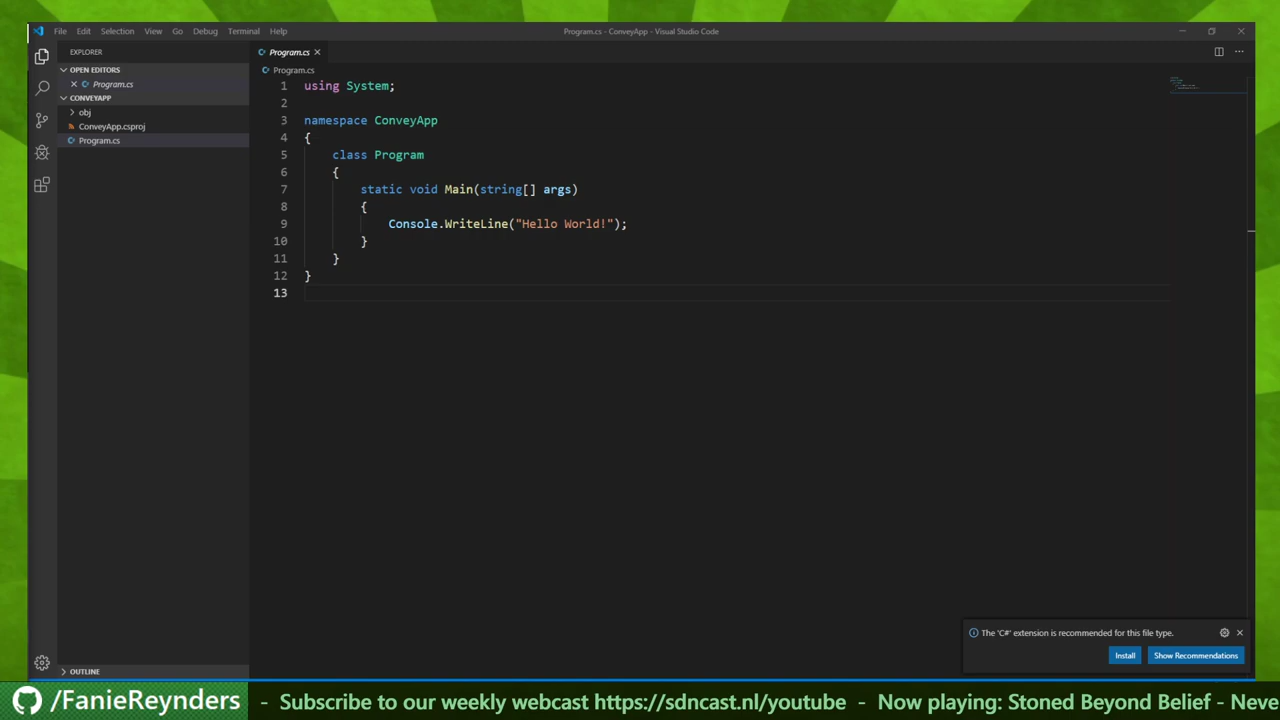 File Edit Selection View Go Debug Terminal Help
Program.cs - ConveyApp - Visual Studio Code
EXPLORER
OPEN EDITORS
Program.cs
CONVEYAPP
obj
ConveyApp.csproj
Program.cs
OUTLINE
Program.cs
Program.cs
1 using System;
2
3 namespace ConveyApp
4 {
5 class Program
6 {
7 static void Main(string[] args)
8 {
9 Console.WriteLine("Hello World!");
10 }
11 }
12 }
13
The 'C#' extension is recommended for this file type.
Install Show Recommendations
/FanieReynders - Subscribe to our weekly webcast https://sdncast.nl/youtube - Now playing: Stoned Beyond Belief - Neve